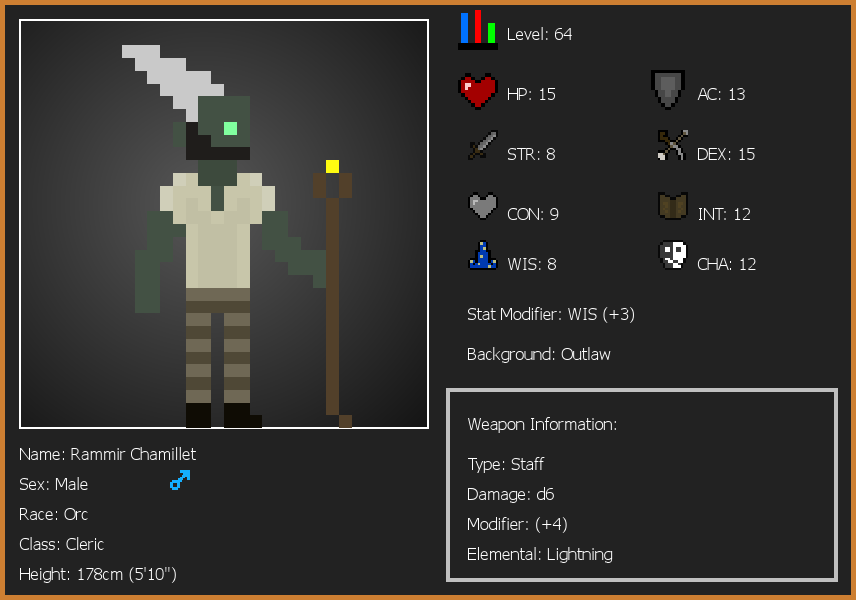 Level: 64
HP: 15
AC: 13
STR: 8
DEX: 15
CON: 9
INT: 12
WIS: 8
CHA: 12
Stat Modifier: WIS (+3)
Background: Outlaw
Weapon Information:
Type: Staff
Damage: d6
Modifier: (+4)
Elemental: Lightning
Name: Rammir Chamillet
Sex: Male
Race: Orc
Class: Cleric
Height: 178cm (5'10")